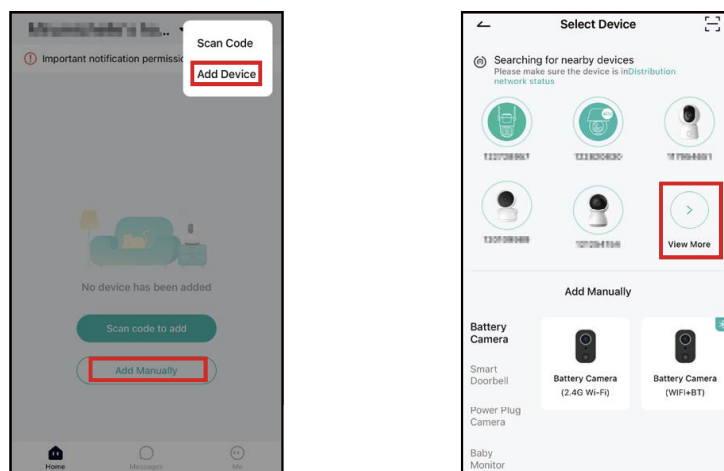 Scan Code
Important notification permissic
Add Device
No device has been added
Scan code to add
Add Manually
Home
Messages
Me
Select Device
Searching for nearby devices
Please make sure the device is inDistribution
network status
View More
Add Manually
Battery
Camera
Smart
Doorbell
Battery Camera
(2.4G Wi-Fi)
Battery Camera
(WIFI+BT)
Power Plug
Camera
Baby
Monitor